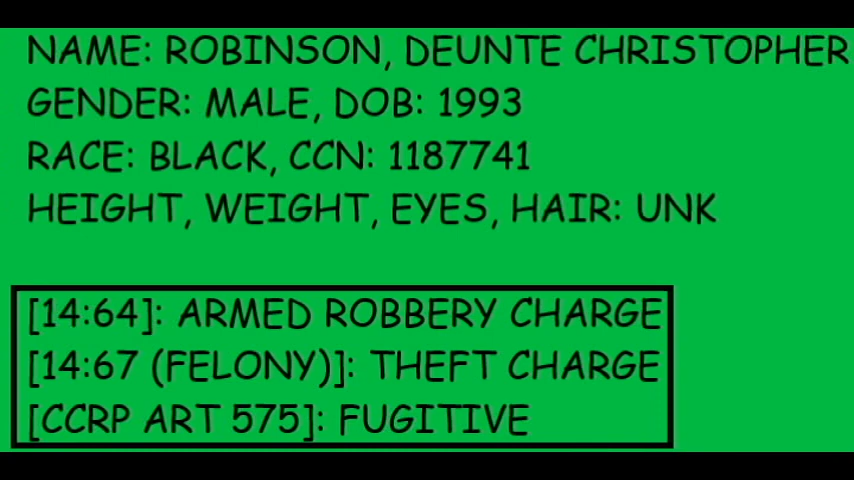 NAME: ROBINSON, DEUNTE CHRISTOPHER
GENDER: MALE, DOB: 1993
RACE: BLACK, CCN: 1187741
HEIGHT, WEIGHT, EYES, HAIR: UNK
[14:64]: ARMED ROBBERY CHARGE
[14:67 (FELONY)]: THEFT CHARGE
[CCRP ART 575]: FUGITIVE